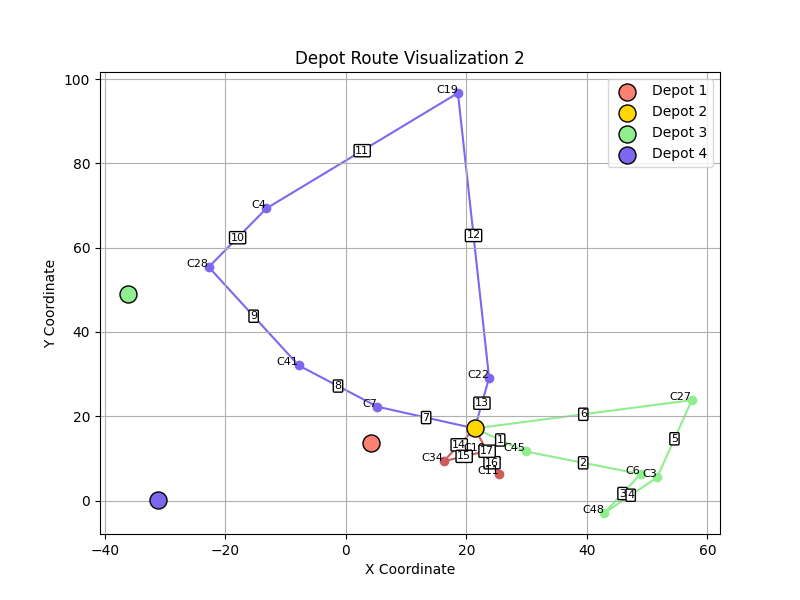 Depot Route Visualization 2
Depot 1
Depot 2
Depot 3
Depot 4
Y Coordinate
100
80
60
40
20
0
−40
−20
0
20
40
60
X Coordinate
C19
11
C4
10
C28
12
9
C41
8
C22
C7
7
13
6
C27
1
14
C45
17
15
C34
16
C11
2
5
C6
C3
3
4
C48